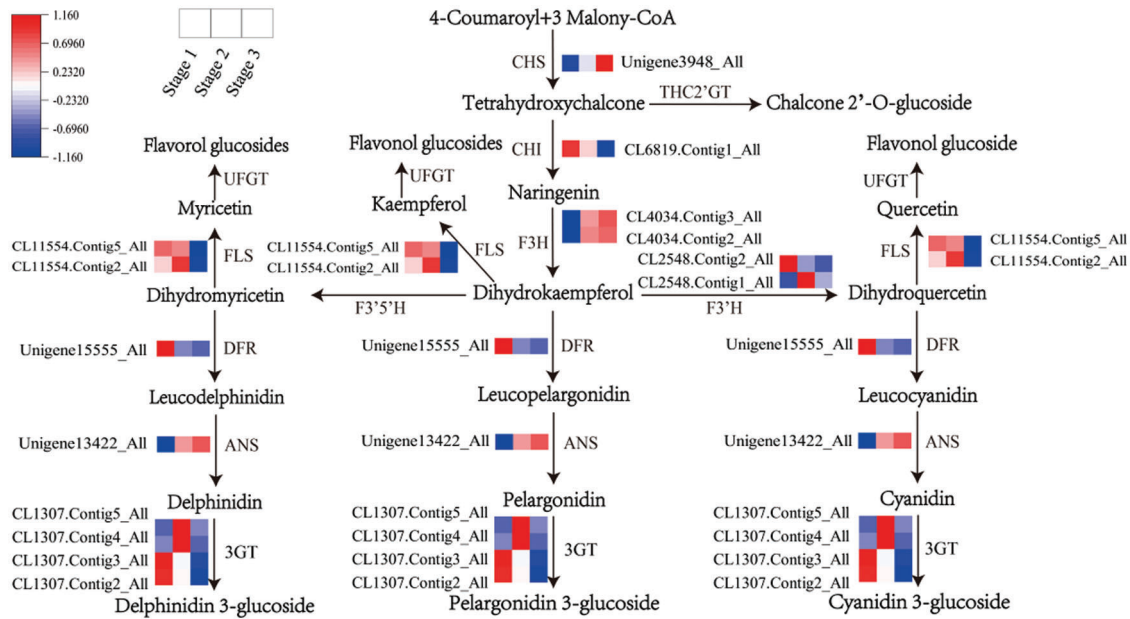 1.160
0.6960
0.2320
-0.2320
-0.6960
-1.160
Stage 1
Stage 2
Stage 3
4-Coumaroyl+3 Malony-CoA
CHS
Unigene3948_All
Tetrahydroxychalcone
THC2'GT
Chalcone 2'-O-glucoside
CHI
CL6819.Contig1_All
Naringenin
F3H
CL4034.Contig3_All
CL4034.Contig2_All
Flavorol glucosides
UFGT
Myricetin
CL11554.Contig5_All
CL11554.Contig2_All
FLS
Dihydromyricetin
Flavonol glucosides
UFGT
Kaempferol
CL11554.Contig5_All
CL11554.Contig2_All
FLS
Dihydrokaempferol
F3'5'H
CL2548.Contig2_All
CL2548.Contig1_All
F3'H
Flavonol glucoside
UFGT
Quercetin
FLS
CL11554.Contig5_All
CL11554.Contig2_All
Dihydroquercetin
Unigene15555_All
DFR
Leucodelphinidin
Unigene13422_All
ANS
Delphinidin
CL1307.Contig5_All
CL1307.Contig4_All
CL1307.Contig3_All
CL1307.Contig2_All
3GT
Delphinidin 3-glucoside
Unigene15555_All
DFR
Leucopelargonidin
Unigene13422_All
ANS
Pelargonidin
CL1307.Contig5_All
CL1307.Contig4_All
CL1307.Contig3_All
CL1307.Contig2_All
3GT
Pelargonidin 3-glucoside
Unigene15555_All
DFR
Leucocyanidin
Unigene13422_All
ANS
Cyanidin
CL1307.Contig5_All
CL1307.Contig4_All
CL1307.Contig3_All
CL1307.Contig2_All
3GT
Cyanidin 3-glucoside